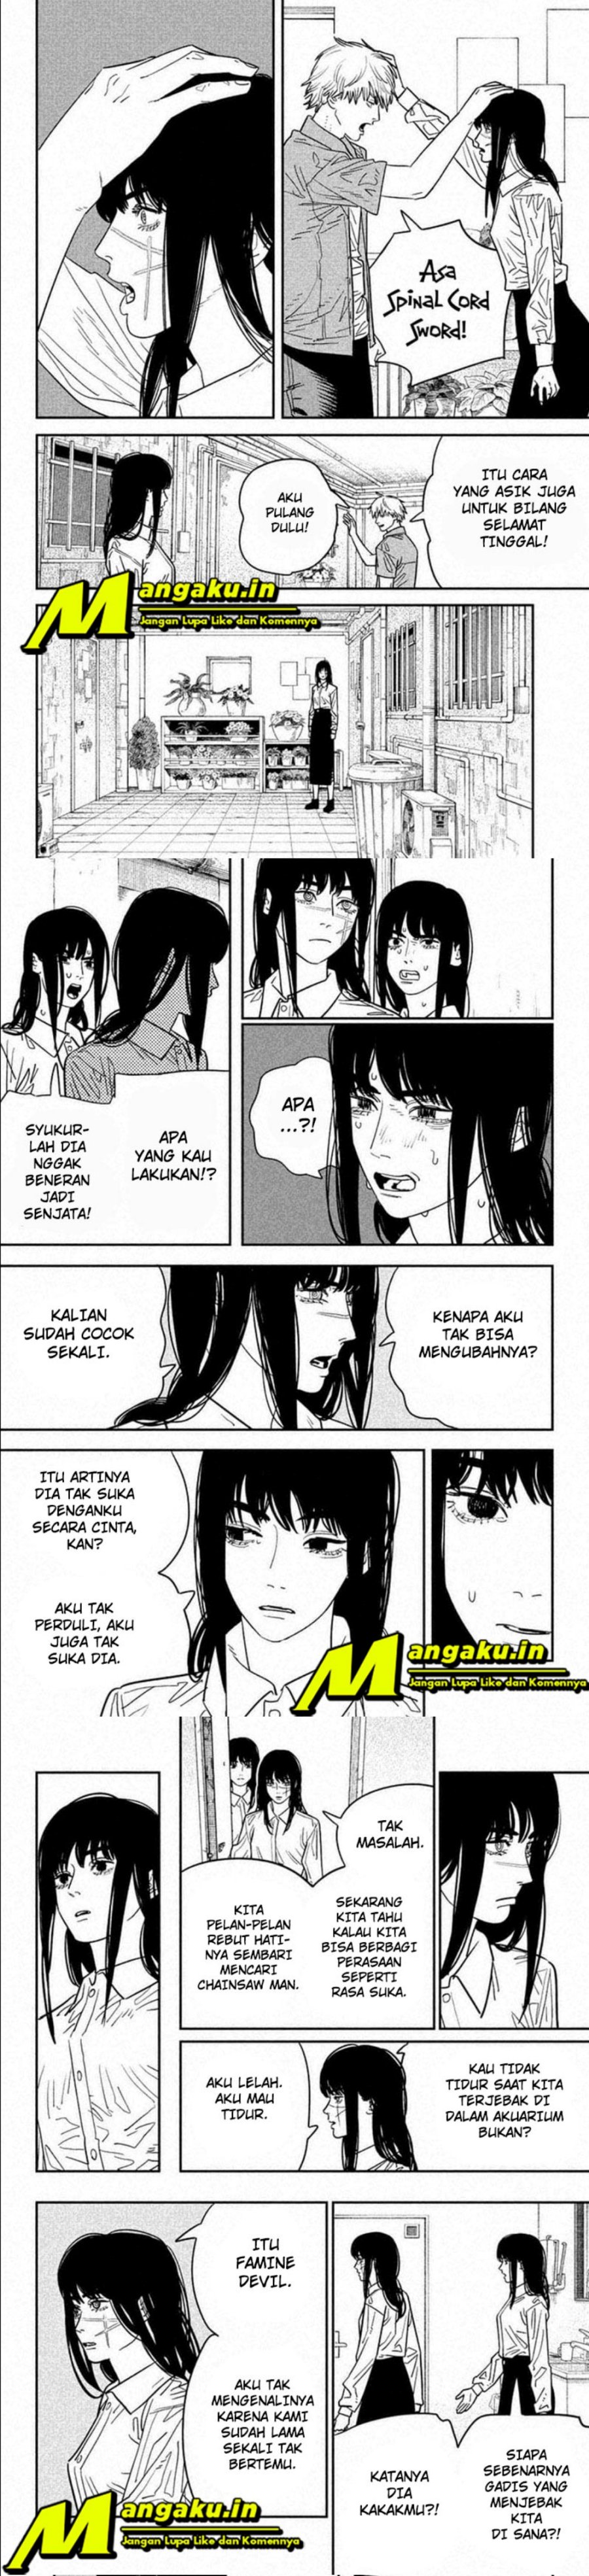 Asa
Spinal Cord
Sword!
ITU CARA
YANG ASIK JUGA
UNTUK BILANG
SELAMAT
TINGGAL!
AKU
PULANG
DULU!
Mangaku.in
Jangan Lupa Like dan Komennya
APA
YANG KAU
LAKUKAN!?
SYUKUR-
LAH DIA
NGGAK
BENERAN
JADI
SENJATA!
APA
...?!
KENAPA AKU
TAK BISA
MENGUBAHNYA?
KALIAN
SUDAH COCOK
SEKALI.
ITU ARTINYA
DIA TAK SUKA
DENGANKU
SECARA CINTA,
KAN?
AKU TAK
PERDULI, AKU
JUGA TAK
SUKA DIA.
Mangaku.in
Jangan Lupa Like dan Komennya
TAK
MASALAH.
SEKARANG
KITA TAHU
KALAU KITA
BISA BERBAGI
PERASAAN
SEPERTI
RASA SUKA.
KITA
PELAN-PELAN
REBUT HATI-
NYA SEMBARI
MENCARI
CHAINSAW MAN.
KAU TIDAK
TIDUR SAAT KITA
TERJEBAK DI
DALAM AKUARIUM
BUKAN?
AKU LELAH.
AKU MAU
TIDUR.
SIAPA
SEBENARNYA
GADIS YANG
MENJEBAK
KITA
DI SANA?!
KATANYA
DIA
KAKAKMU?!
ITU
FAMINE
DEVIL.
AKU TAK
MENGENALINYA
KARENA KAMI
SUDAH LAMA
SEKALI TAK
BERTEMU.
Mangaku.in
Jangan Lupa Like dan Komennya